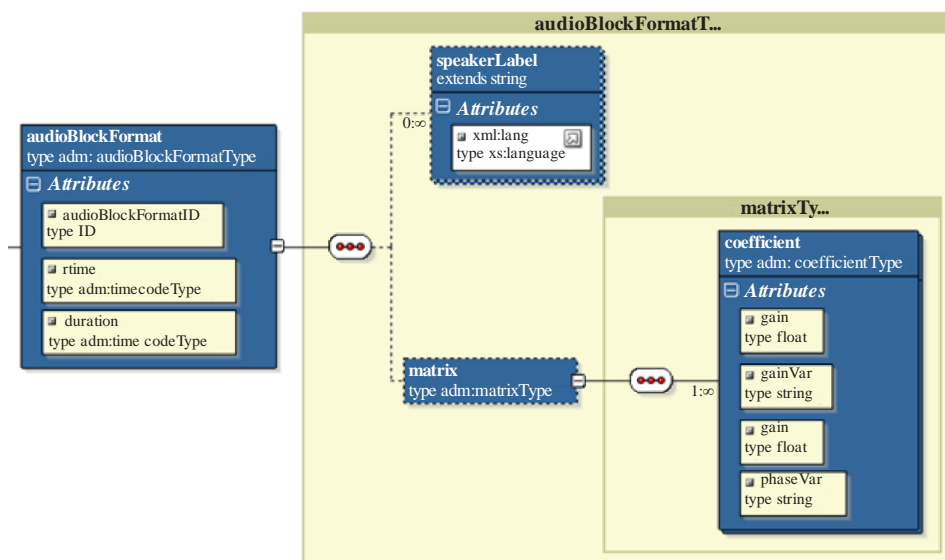 audioBlockFormatT...
speakerLabel
extends string
Attributes
0:∞
xml:lang
type xs:language
audioBlockFormat
type adm: audioBlockFormatType
Attributes
audioBlockFormatID
type ID
rtime
type adm:timecodeType
duration
type adm:time codeType
matrix
type adm:matrixType
matrixTy...
1:∞
coefficient
type adm: coefficientType
Attributes
gain
type float
gainVar
type string
gain
type float
phaseVar
type string